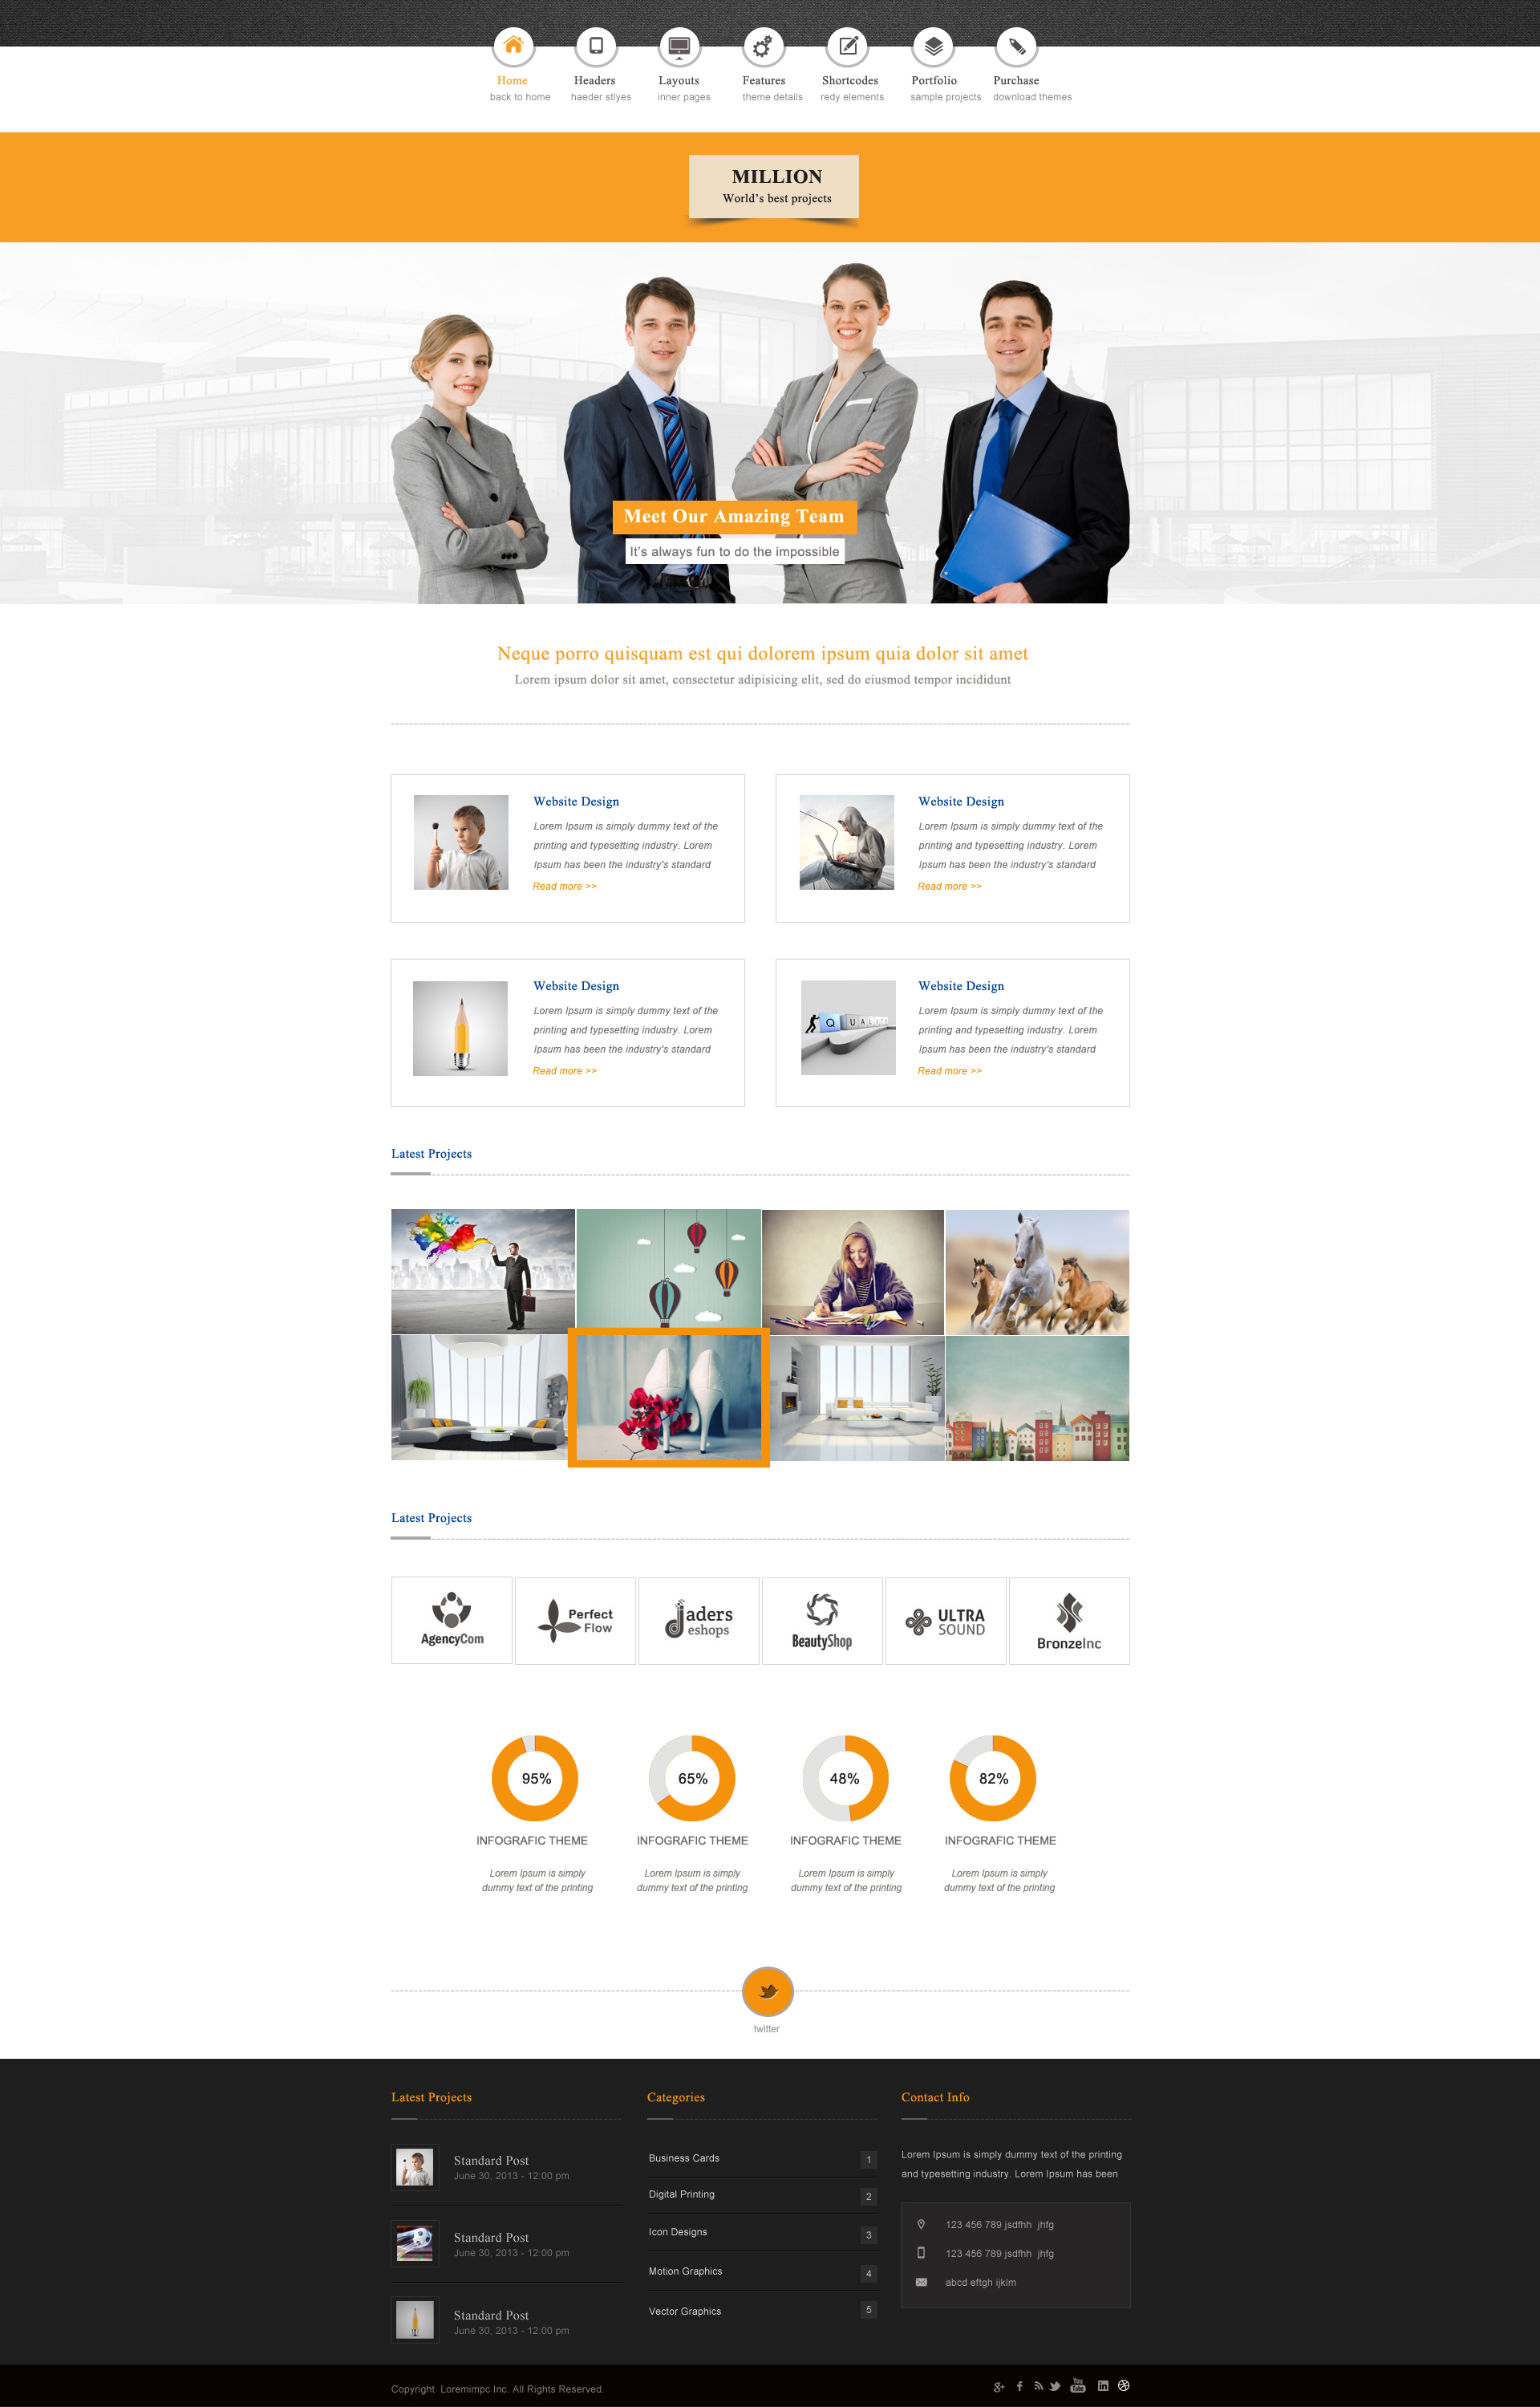 Home
back to home
Headers
haeder stlyes
Layouts
inner pages
Features
theme details
Shortcodes
redy elements
Portfolio
sample projects
Purchase
download themes
MILLION
World's best projects
Meet Our Amazing Team
It's always fun to do the impossible
Neque porro quisquam est qui dolorem ipsum quia dolor sit amet
Lorem ipsum dolor sit amet, consectetur adipisicing elit, sed do eiusmod tempor incididunt
Website Design
Lorem Ipsum is simply dummy text of the
printing and typesetting industry. Lorem
Ipsum has been the industry's standard
Read more >>
Website Design
Lorem Ipsum is simply dummy text of the
printing and typesetting industry. Lorem
Ipsum has been the industry's standard
Read more >>
Website Design
Lorem Ipsum is simply dummy text of the
printing and typesetting industry. Lorem
Ipsum has been the industry's standard
Read more >>
QUALITY
Website Design
Lorem Ipsum is simply dummy text of the
printing and typesetting industry. Lorem
Ipsum has been the industry's standard
Read more >>
Latest Projects
Latest Projects
AgencyCom
Perfect
Flow
Jaders
eshops
BeautyShop
ULTRA
SOUND
BronzeInc
95%
INFOGRAFIC THEME
Lorem Ipsum is simply
dummy text of the printing
65%
INFOGRAFIC THEME
Lorem Ipsum is simply
dummy text of the printing
48%
INFOGRAFIC THEME
Lorem Ipsum is simply
dummy text of the printing
82%
INFOGRAFIC THEME
Lorem Ipsum is simply
dummy text of the printing
twitter
Latest Projects
Standard Post
June 30, 2013 - 12:00 pm
Standard Post
June 30, 2013 - 12:00 pm
Standard Post
June 30, 2013 - 12:00 pm
Categories
Business Cards 1
Digital Printing 2
Icon Designs 3
Motion Graphics 4
Vector Graphics 5
Contact Info
Lorem Ipsum is simply dummy text of the printing
and typesetting industry. Lorem Ipsum has been
123 456 789 jsdfhh jhfg
123 456 789 jsdfhh jhfg
abcd eftgh ijklm
Copyright Loremimpc Inc. All Rights Reserved.
You
Tube